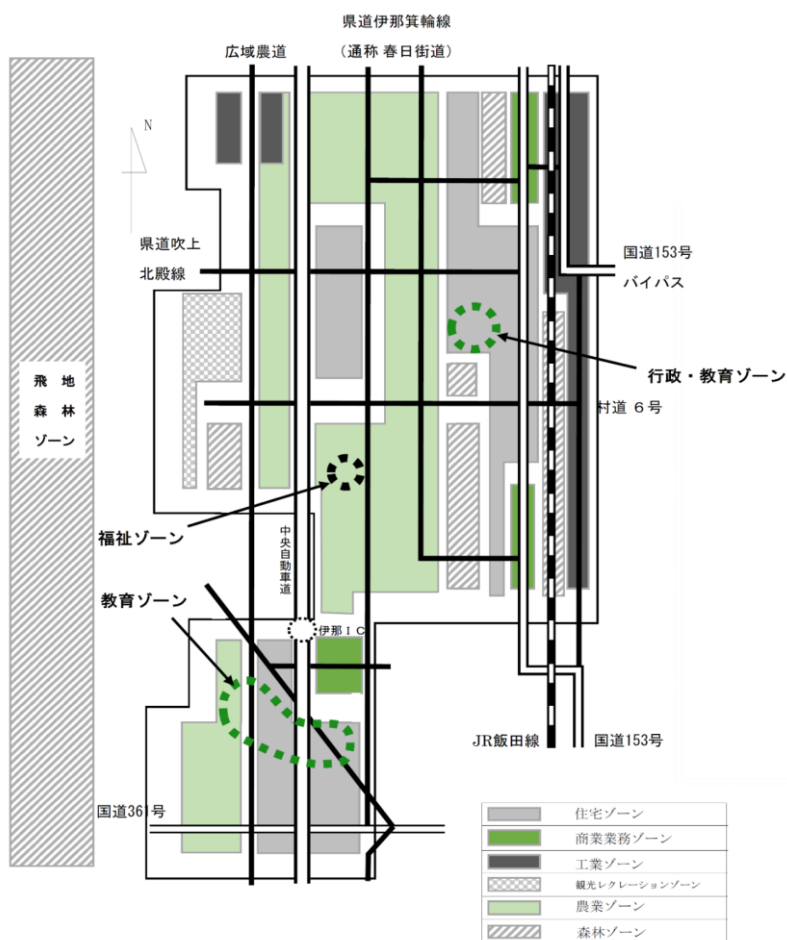 県道伊那箕輪線
広域農道
（通称 春日街道）
N
県道吹上
北殿線
国道153号
バイパス
飛 地
森 林
ゾーン
行政・教育ゾーン
村道 6号
福祉ゾーン
中央自動車道
教育ゾーン
伊那ＩＣ
JR飯田線
国道153号
国道361号
住宅ゾーン
商業業務ゾーン
工業ゾーン
観光レクレーションゾーン
農業ゾーン
森林ゾーン